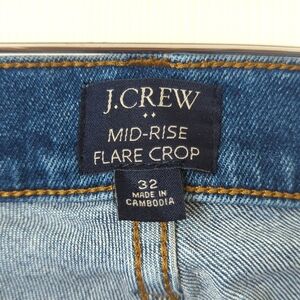 J.CREW
MID-RISE
FLARE CROP
32
MADE IN
CAMBODIA